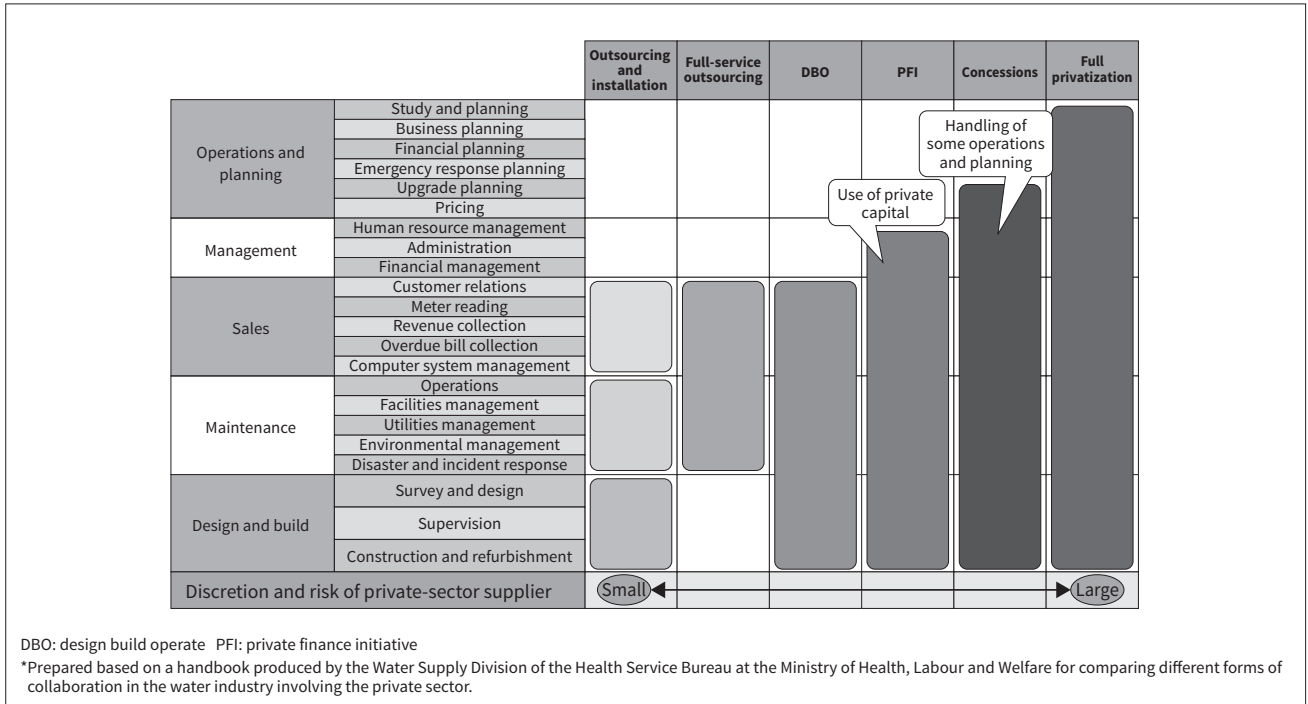 Outsourcing
and
installation
Full-service
outsourcing
DBO
PFI
Concessions
Full
privatization
Operations and
planning
Study and planning
Business planning
Financial planning
Emergency response planning
Upgrade planning
Pricing
Handling of
some operations
and planning
Use of private
capital
Management
Human resource management
Administration
Financial management
Sales
Customer relations
Meter reading
Revenue collection
Overdue bill collection
Computer system management
Maintenance
Operations
Facilities management
Utilities management
Environmental management
Disaster and incident response
Design and build
Survey and design
Supervision
Construction and refurbishment
Discretion and risk of private-sector supplier
Small
Large
DBO: design build operate PFI: private finance initiative
*Prepared based on a handbook produced by the Water Supply Division of the Health Service Bureau at the Ministry of Health, Labour and Welfare for comparing different forms of
collaboration in the water industry involving the private sector.